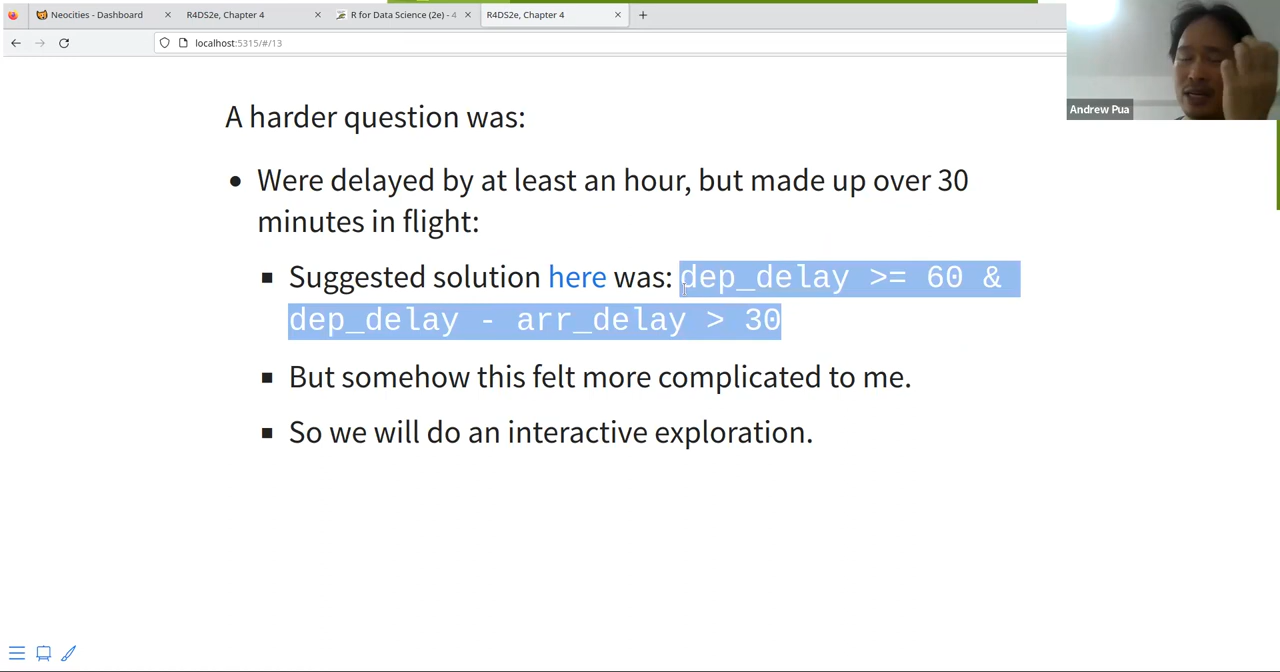 Neocities - Dashboard
R4DS2e, Chapter 4
R for Data Science (2e) - 4
R4DS2e, Chapter 4
localhost:5315/#/13
Andrew Pua
A harder question was:
• Were delayed by at least an hour, but made up over 30
minutes in flight:
▪ Suggested solution here was: dep_delay >= 60 &
dep_delay - arr_delay > 30
▪ But somehow this felt more complicated to me.
▪ So we will do an interactive exploration.